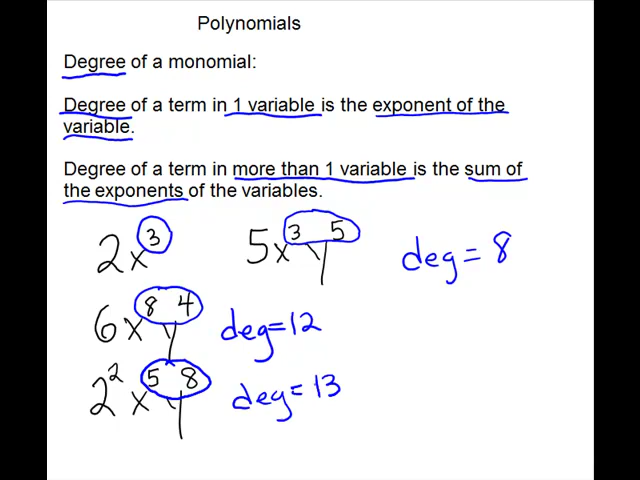 Polynomials
Degree of a monomial:
Degree of a term in 1 variable is the exponent of the
variable.
Degree of a term in more than 1 variable is the sum of
the exponents of the variables.
2x³ 5x³y⁵ deg = 8
6x⁸y⁴ deg=12
2²x⁵y⁸ deg=13